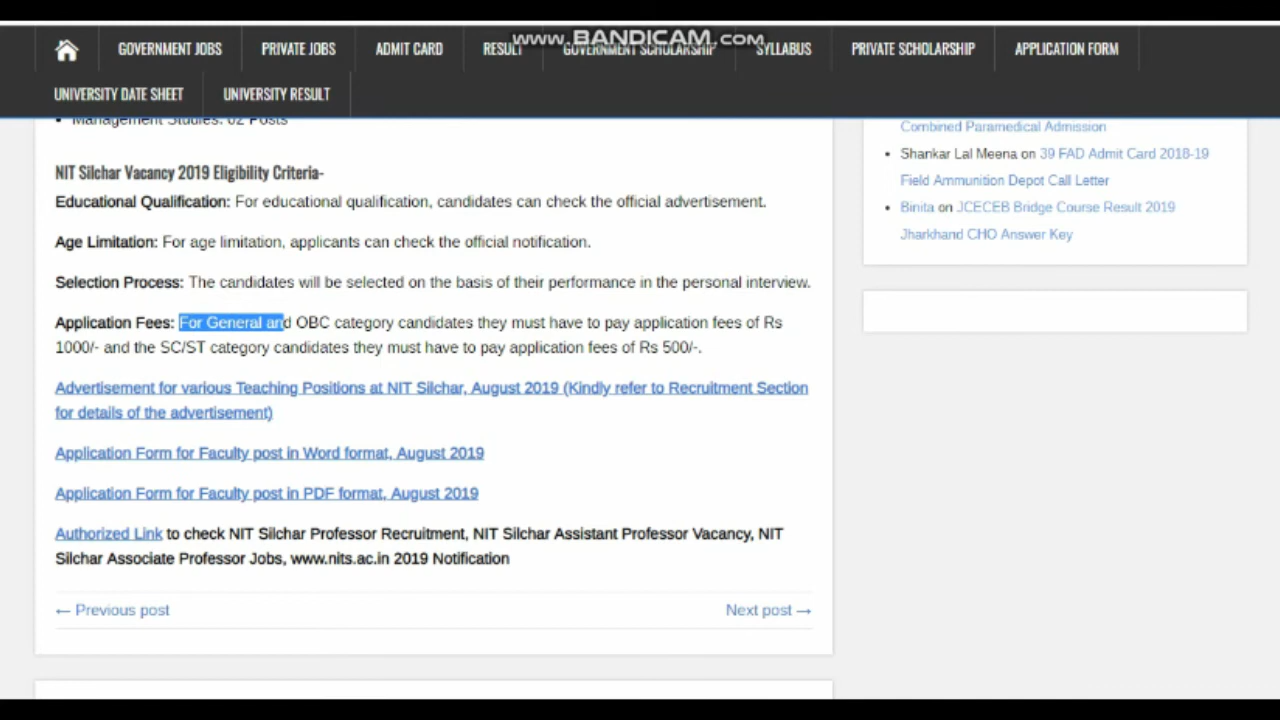 www.BANDICAM.com
GOVERNMENT JOBS
PRIVATE JOBS
ADMIT CARD
RESULT
GOVERNMENT SCHOLARSHIP
SYLLABUS
PRIVATE SCHOLARSHIP
APPLICATION FORM
UNIVERSITY DATE SHEET
UNIVERSITY RESULT
• Management Studies: 02 Posts
NIT Silchar Vacancy 2019 Eligibility Criteria-
Educational Qualification: For educational qualification, candidates can check the official advertisement.
Age Limitation: For age limitation, applicants can check the official notification.
Selection Process: The candidates will be selected on the basis of their performance in the personal interview.
Application Fees: For General and OBC category candidates they must have to pay application fees of Rs
1000/- and the SC/ST category candidates they must have to pay application fees of Rs 500/-.
Advertisement for various Teaching Positions at NIT Silchar, August 2019 (Kindly refer to Recruitment Section
for details of the advertisement)
Application Form for Faculty post in Word format, August 2019
Application Form for Faculty post in PDF format, August 2019
Authorized Link to check NIT Silchar Professor Recruitment, NIT Silchar Assistant Professor Vacancy, NIT
Silchar Associate Professor Jobs, www.nits.ac.in 2019 Notification
← Previous post
Next post →
Combined Paramedical Admission
• Shankar Lal Meena on 39 FAD Admit Card 2018-19
Field Ammunition Depot Call Letter
• Binita on JCECEB Bridge Course Result 2019
Jharkhand CHO Answer Key